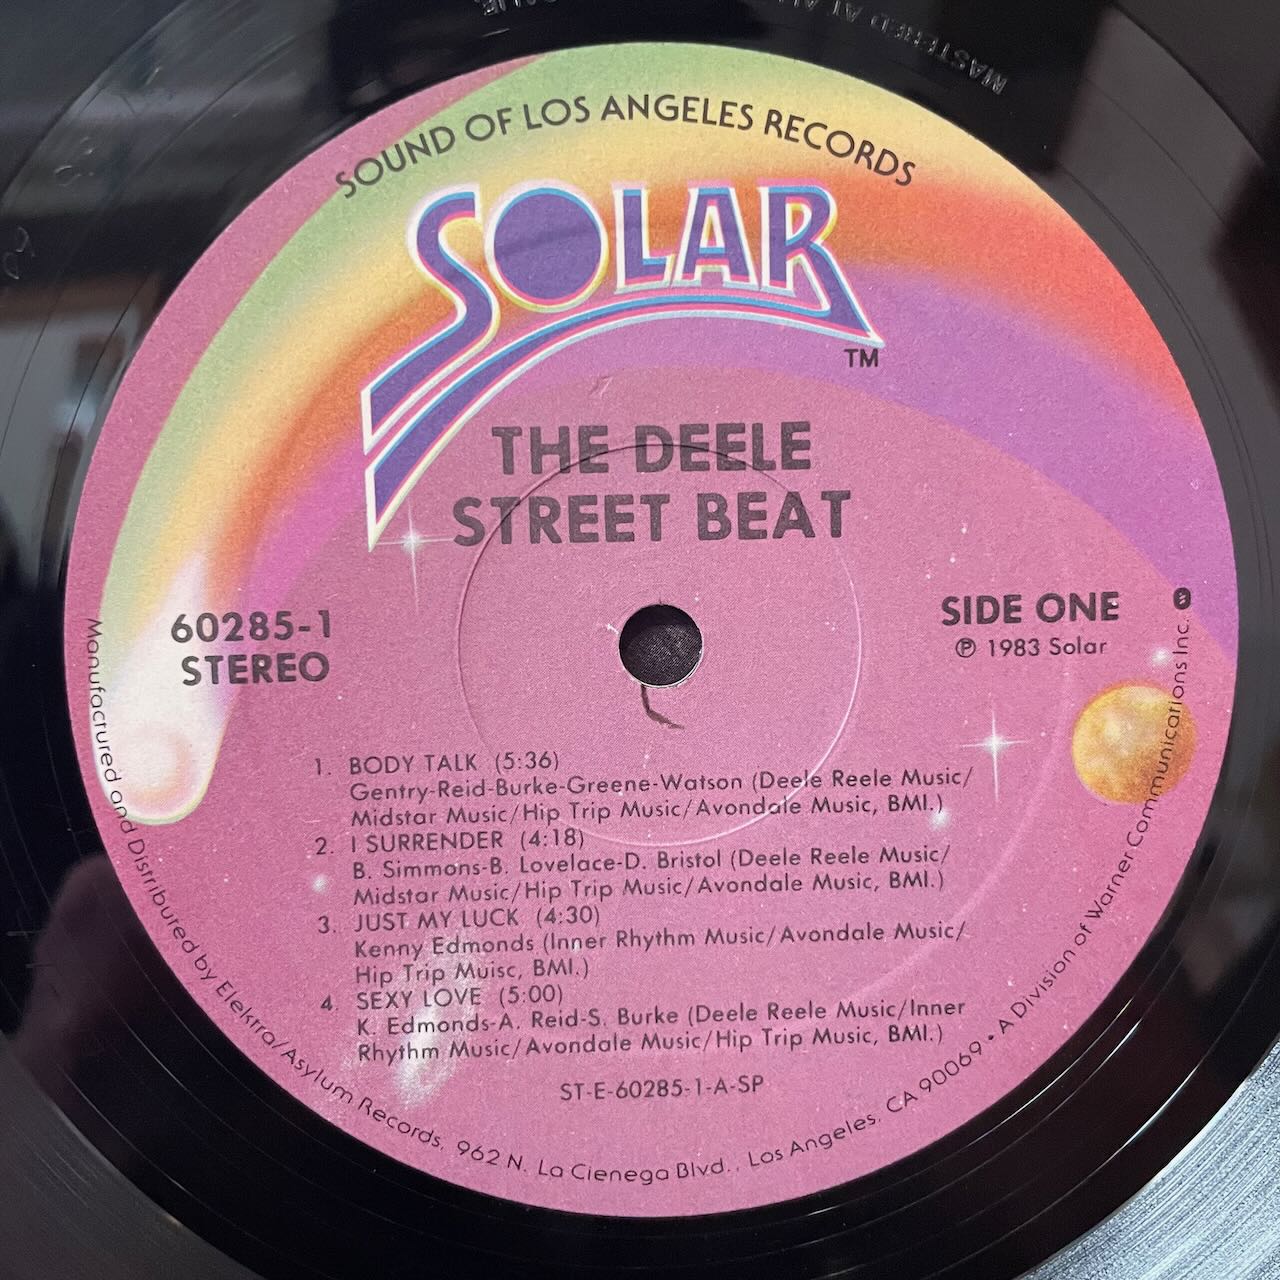 MASTERED AT AL
SOUND OF LOS ANGELES RECORDS
SOLAR
TM
THE DEELE
STREET BEAT
60285-1
STEREO
SIDE ONE
℗ 1983 Solar
1. BODY TALK (5:36)
Gentry-Reid-Burke-Greene-Watson (Deele Reele Music/
Midstar Music/Hip Trip Music/Avondale Music, BMI.)
2. I SURRENDER (4:18)
B. Simmons-B. Lovelace-D. Bristol (Deele Reele Music/
Midstar Music/Hip Trip Music/Avondale Music, BMI.)
3. JUST MY LUCK (4:30)
Kenny Edmonds (Inner Rhythm Music/Avondale Music/
Hip Trip Muisc, BMI.)
4. SEXY LOVE (5:00)
K. Edmonds-A. Reid-S. Burke (Deele Reele Music/Inner
Rhythm Music/Avondale Music/Hip Trip Music, BMI.)
ST-E-60285-1-A-SP
Manufactured and Distributed by Elektra/Asylum Records, 962 N. La Cienega Blvd., Los Angeles, CA 90069 • A Division of Warner Communications Inc.